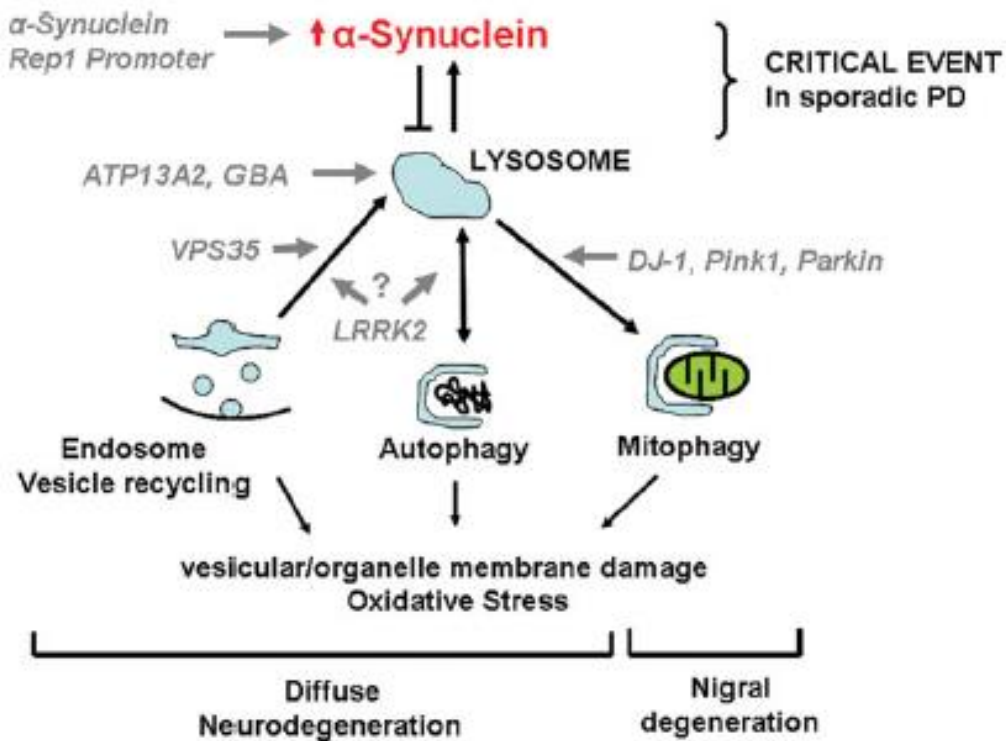 α-Synuclein
Rep1 Promoter
α-Synuclein
CRITICAL EVENT
In sporadic PD
LYSOSOME
ATP13A2, GBA
VPS35
DJ-1, Pink1, Parkin
?
LRRK2
Endosome
Vesicle recycling
Autophagy
Mitophagy
vesicular/organelle membrane damage
Oxidative Stress
Diffuse
Neurodegeneration
Nigral
degeneration